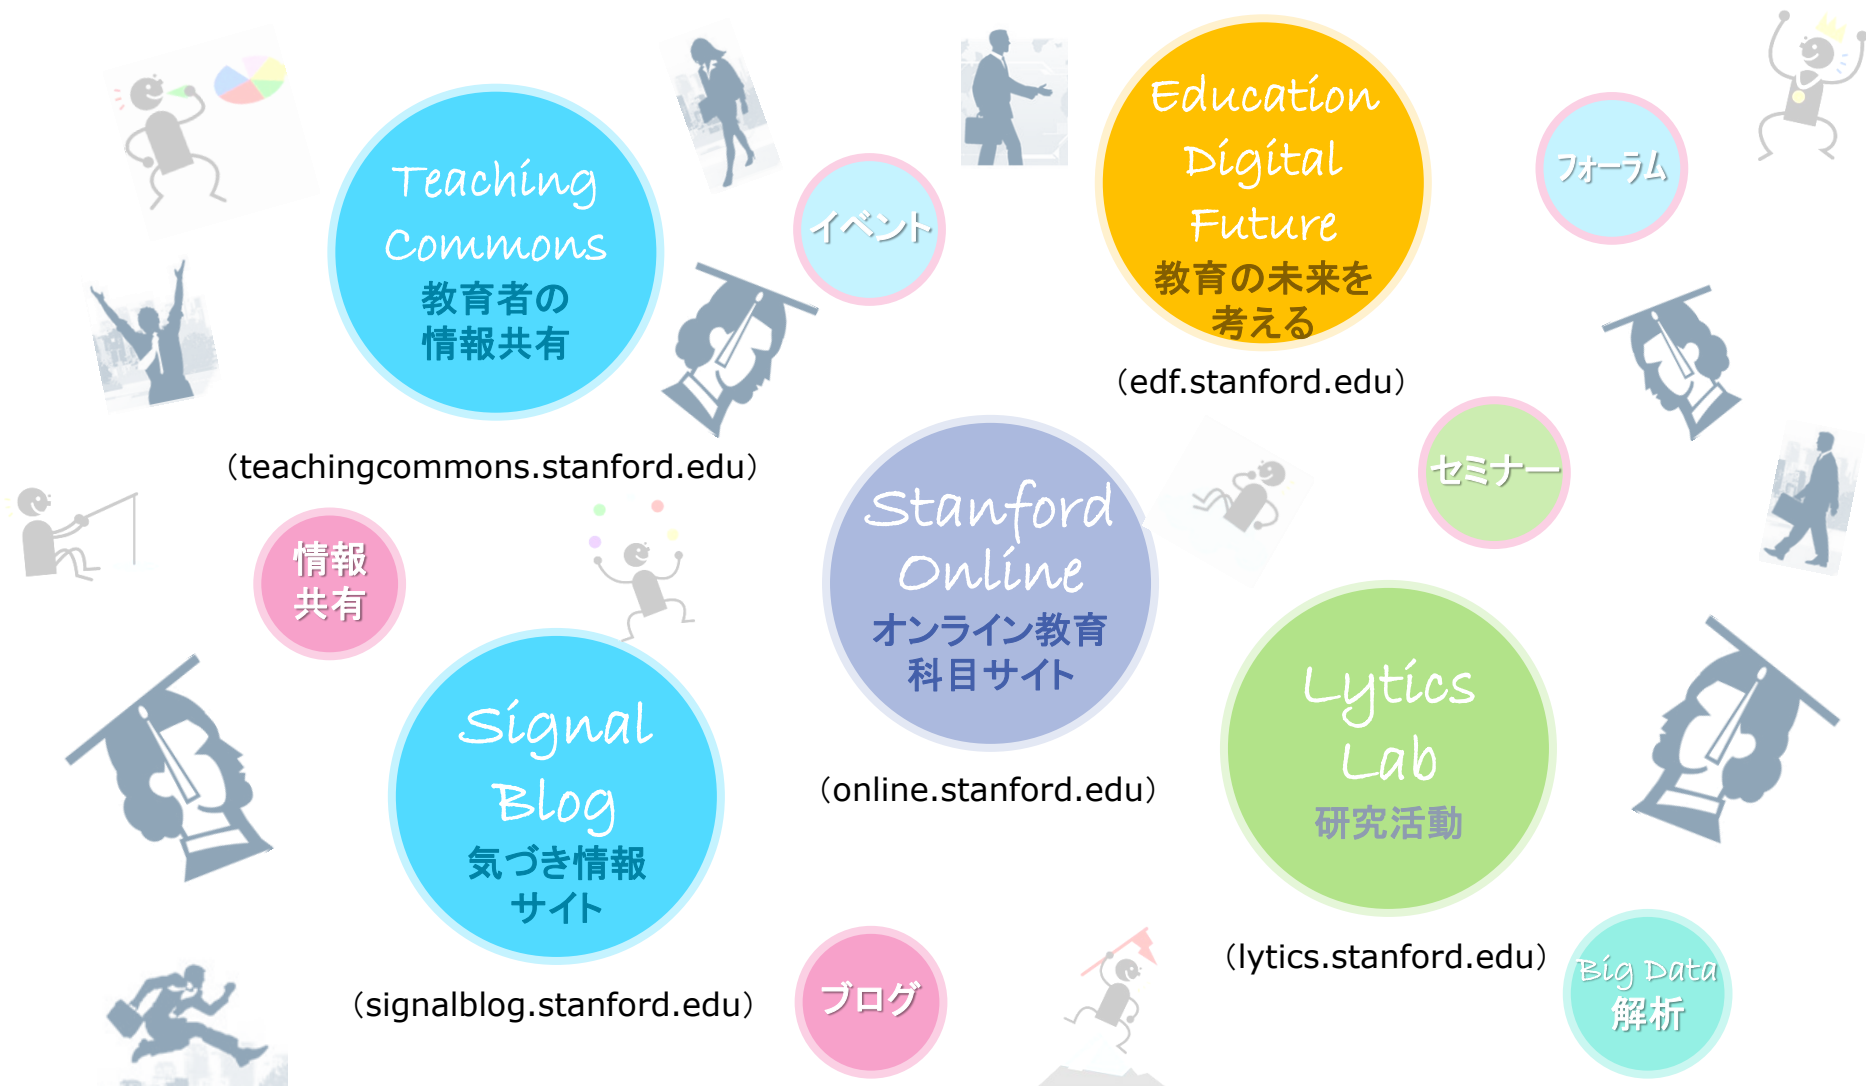 Teaching
Commons
教育者の
情報共有
（teachingcommons.stanford.edu）
イベント
Education
Digital
Future
教育の未来を
考える
（edf.stanford.edu）
フォーラム
セミナー
情報
共有
Stanford
Online
オンライン教育
科目サイト
（online.stanford.edu）
Signal
Blog
気づき情報
サイト
（signalblog.stanford.edu）
Lytics
Lab
研究活動
（lytics.stanford.edu）
ブログ
Big Data
解析